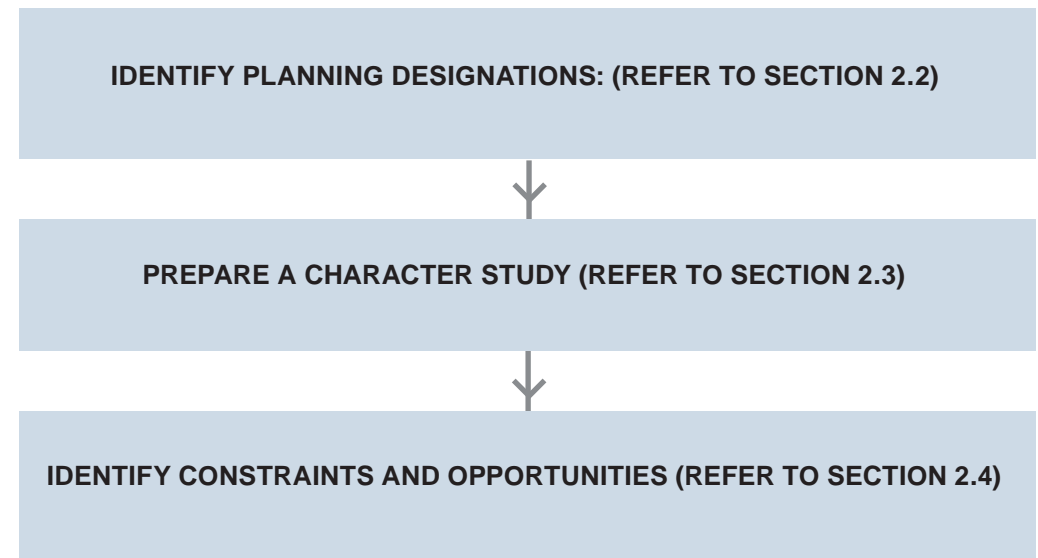 IDENTIFY PLANNING DESIGNATIONS: (REFER TO SECTION 2.2)
PREPARE A CHARACTER STUDY (REFER TO SECTION 2.3)
IDENTIFY CONSTRAINTS AND OPPORTUNITIES (REFER TO SECTION 2.4)